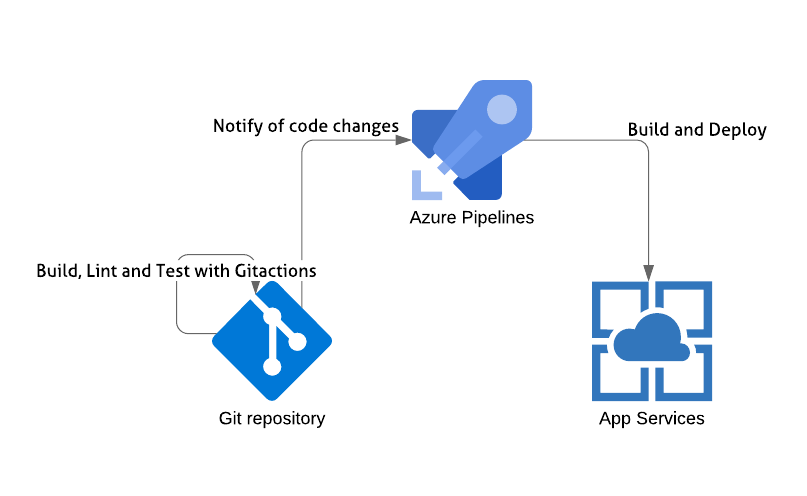 Notify of code changes
Build and Deploy
Azure Pipelines
Build, Lint and Test with Gitactions
Git repository
App Services